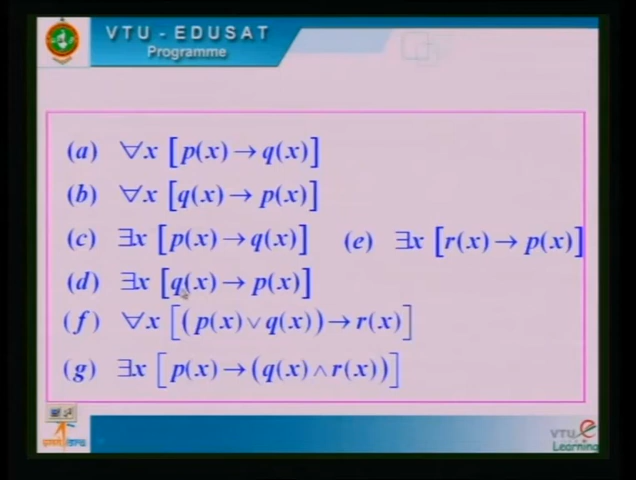 VTU - EDUSAT
Programme
(a) ∀x [p(x) → q(x)]
(b) ∀x [q(x) → p(x)]
(c) ∃x [p(x) → q(x)] (e) ∃x [r(x) → p(x)]
(d) ∃x [q(x) → p(x)]
(f) ∀x [(p(x) ∨ q(x)) → r(x)]
(g) ∃x [p(x) → (q(x) ∧ r(x))]
VTU e
Learning